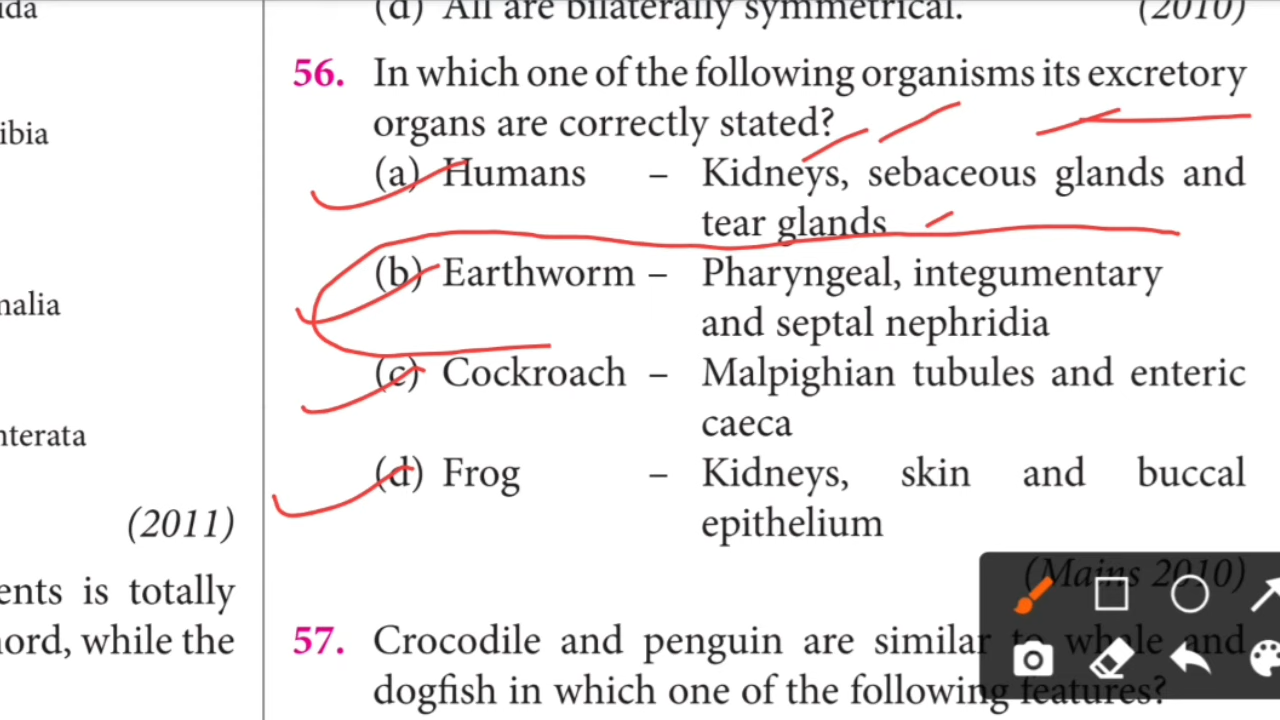 ida
ibia
nalia
nterata
(2011)
ents is totally
nord, while the
(d) All are bilaterally symmetrical. (2010)
56. In which one of the following organisms its excretory
organs are correctly stated?
(a) Humans – Kidneys, sebaceous glands and
tear glands
(b) Earthworm – Pharyngeal, integumentary
and septal nephridia
(c) Cockroach – Malpighian tubules and enteric
caeca
(d) Frog – Kidneys, skin and buccal
epithelium
(Mains 2010)
57. Crocodile and penguin are similar to whale and
dogfish in which one of the following features?